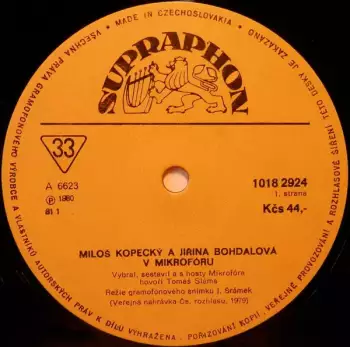 • MADE IN CZECHOSLOVAKIA •
VŠECHNA PRÁVA GRAMOFONOVÉHO VÝROBCE A VLASTNÍKŮ AUTORSKÝCH PRÁV K DÍLU VYHRAZENA. POŘIZOVÁNÍ KOPIÍ, VEŘEJNÉ PROVOZOVÁNÍ A ROZHLASOVÉ ŠÍŘENÍ TÉTO DESKY JE ZAKÁZÁNO
SUPRAPHON
33
A 6623
Ⓟ 1980
81 1
1018 2924
1. strana
Kčs 44,-
MILOŠ KOPECKÝ A JIŘINA BOHDALOVÁ
V MIKROFÓRU
Vybral, sestavil a s hosty Mikrofóra
hovoří Tomáš Sláma
Režie gramofonového snímku J. Šrámek
(Veřejná nahrávka Čs. rozhlasu, 1979)